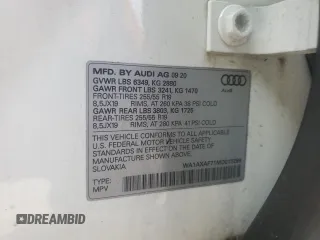 MFD. BY AUDI AG 09 20
GVWR LBS 6349, KG 2880
GAWR FRONT LBS 3241, KG 1470
FRONT-TIRES 255/55 R19
8,5JX19 RIMS, AT 260 KPA 38 PSI COLD
GAWR REAR LBS 3803, KG 1725
REAR-TIRES 255/55 R19
8,5JX19 RIMS, AT 280 KPA 41 PSI COLD
THIS VEHICLE CONFORMS TO ALL APPLICABLE
U.S. FEDERAL MOTOR VEHICLE SAFETY
STANDARDS IN EFFECT ON THE DATE OF
MANUFACTURE SHOWN ABOVE.
SLOVAKIA
Audi
TYPE:
MPV
AUTOBIDMASTER